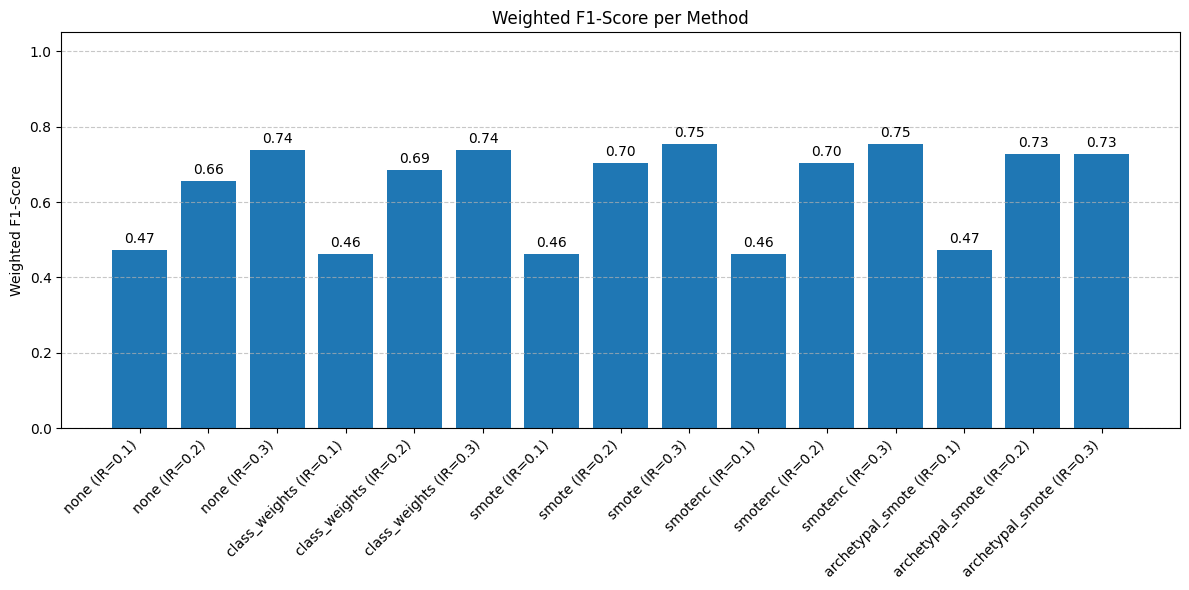 Weighted F1-Score per Method
Weighted F1-Score
1.0
0.8
0.6
0.4
0.2
0.0
0.47
0.66
0.74
0.46
0.69
0.74
0.46
0.70
0.75
0.46
0.70
0.75
0.47
0.73
0.73
none (IR=0.1)
none (IR=0.2)
none (IR=0.3)
class_weights (IR=0.1)
class_weights (IR=0.2)
class_weights (IR=0.3)
smote (IR=0.1)
smote (IR=0.2)
smote (IR=0.3)
smotenc (IR=0.1)
smotenc (IR=0.2)
smotenc (IR=0.3)
archetypal_smote (IR=0.1)
archetypal_smote (IR=0.2)
archetypal_smote (IR=0.3)